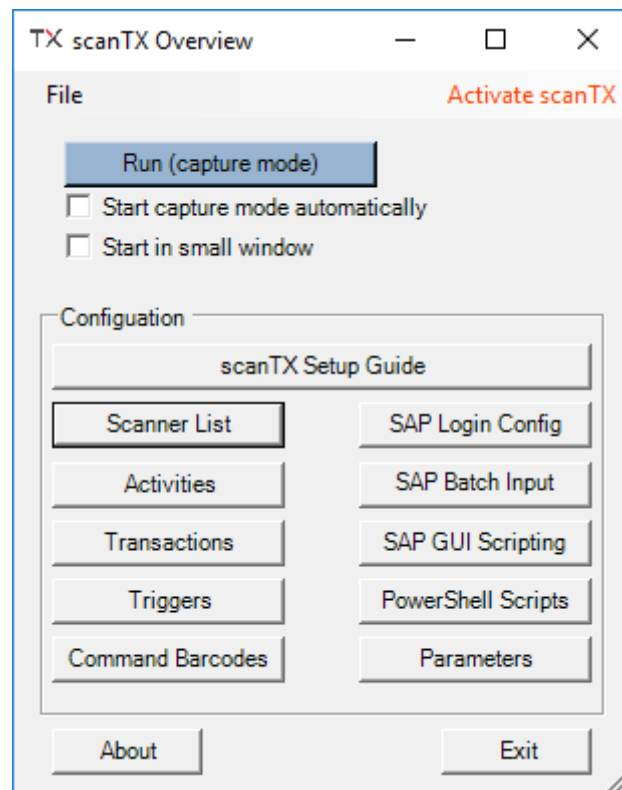 TX scanTX Overview
File Activate scanTX
Run (capture mode)
Start capture mode automatically
Start in small window
Configuation
scanTX Setup Guide
Scanner List SAP Login Config
Activities SAP Batch Input
Transactions SAP GUI Scripting
Triggers PowerShell Scripts
Command Barcodes Parameters
About Exit